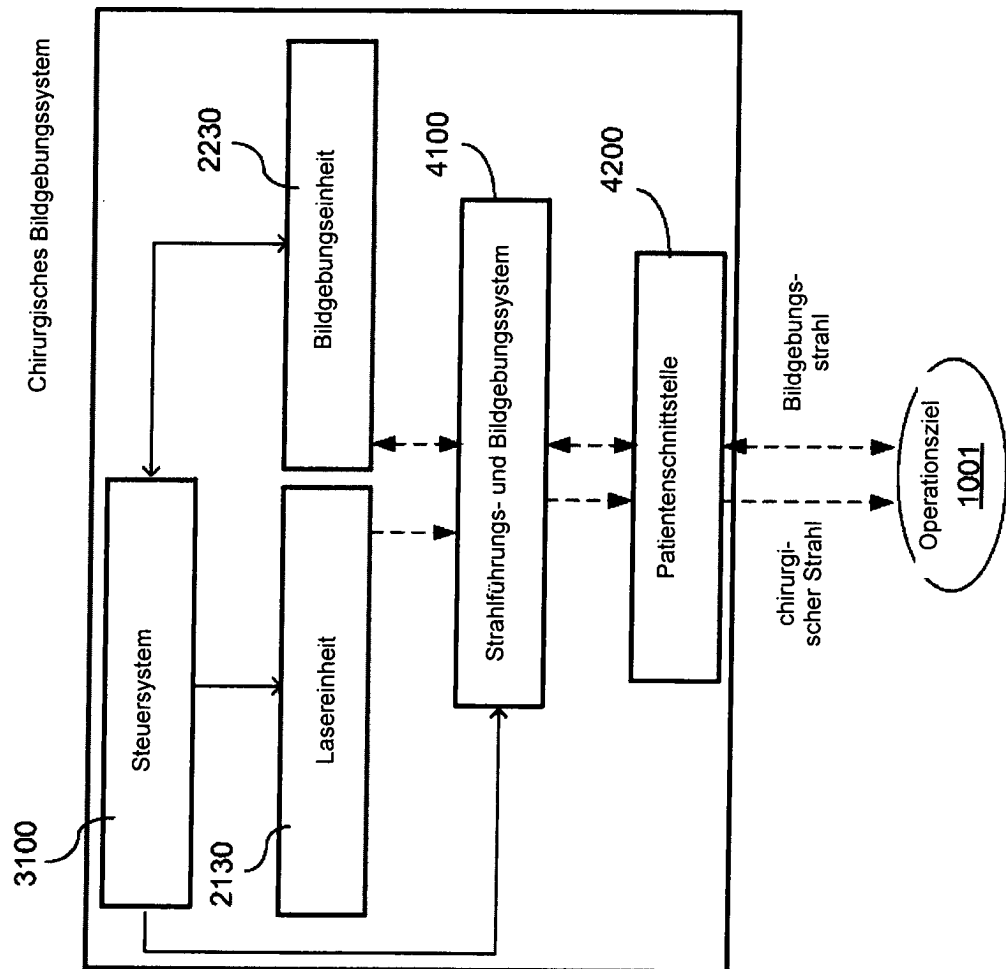 Chirurgisches Bildgebungssystem
3100
Steuersystem
2130
Lasereinheit
2230
Bildgebungseinheit
4100
Strahlführungs- und Bildgebungssystem
4200
Patientenschnittstelle
chirurgi-
scher Strahl
Bildgebungs-
strahl
Operationsziel
1001